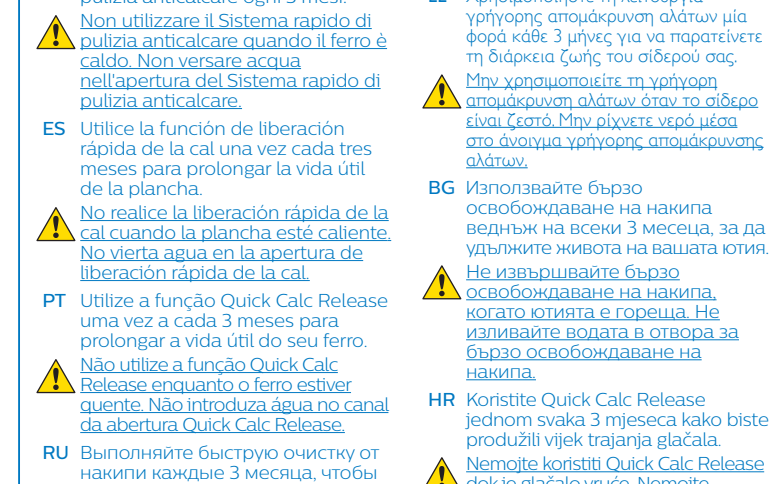 pulizia anticalcare ogni 3 mesi.
Non utilizzare il Sistema rapido di
pulizia anticalcare quando il ferro è
caldo. Non versare acqua
nell'apertura del Sistema rapido di
pulizia anticalcare.
ES Utilice la función de liberación
rápida de la cal una vez cada tres
meses para prolongar la vida útil
de la plancha.
No realice la liberación rápida de la
cal cuando la plancha esté caliente.
No vierta agua en la apertura de
liberación rápida de la cal.
PT Utilize a função Quick Calc Release
uma vez a cada 3 meses para
prolongar a vida útil do seu ferro.
Não utilize a função Quick Calc
Release enquanto o ferro estiver
quente. Não introduza água no canal
da abertura Quick Calc Release.
RU Выполняйте быструю очистку от
накипи каждые 3 месяца, чтобы
γρήγορης απομάκρυνση αλάτων μία
φορά κάθε 3 μήνες για να παρατείνετε
τη διάρκεια ζωής του σίδερού σας.
Μην χρησιμοποιείτε τη γρήγορη
απομάκρυνση αλάτων όταν το σίδερο
είναι ζεστό. Μην ρίχνετε νερό μέσα
στο άνοιγμα γρήγορης απομάκρυνσης
αλάτων.
BG Използвайте бързо
освобождаване на накипа
веднъж на всеки 3 месеца, за да
удължите живота на вашата ютия.
Не извършвайте бързо
освобождаване на накипа,
когато ютията е гореща. Не
изливайте водата в отвора за
бързо освобождаване на
накипа.
HR Koristite Quick Calc Release
jednom svaka 3 mjeseca kako biste
produžili vijek trajanja glačala.
Nemojte koristiti Quick Calc Release
dok je glačalo vruće. Nemojte